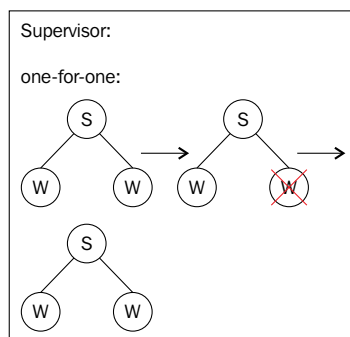 Supervisor:
one-for-one:
S S
W W W W
S
W W